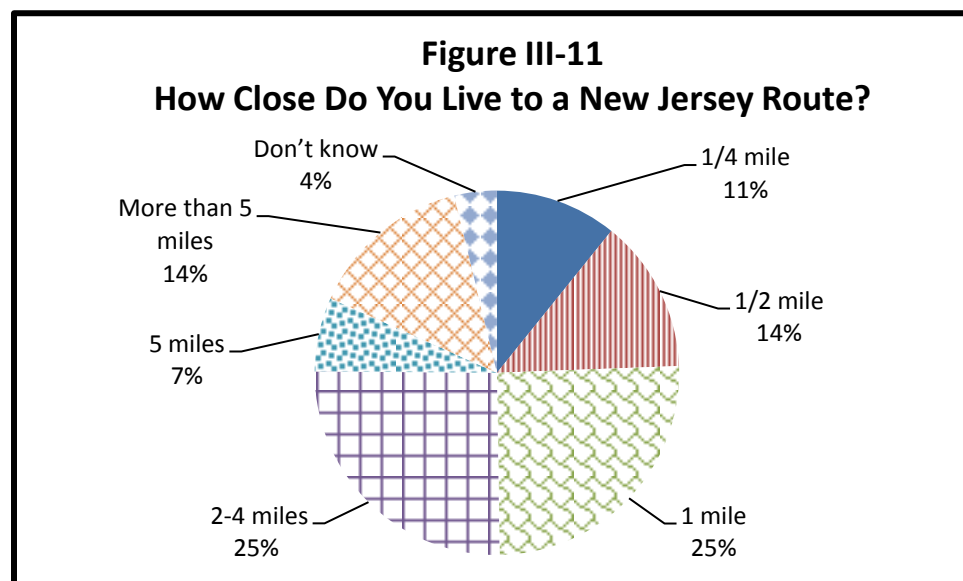 Figure III-11
How Close Do You Live to a New Jersey Route?
1/4 mile
11%
1/2 mile
14%
1 mile
25%
2-4 miles
25%
5 miles
7%
More than 5
miles
14%
Don’t know
4%